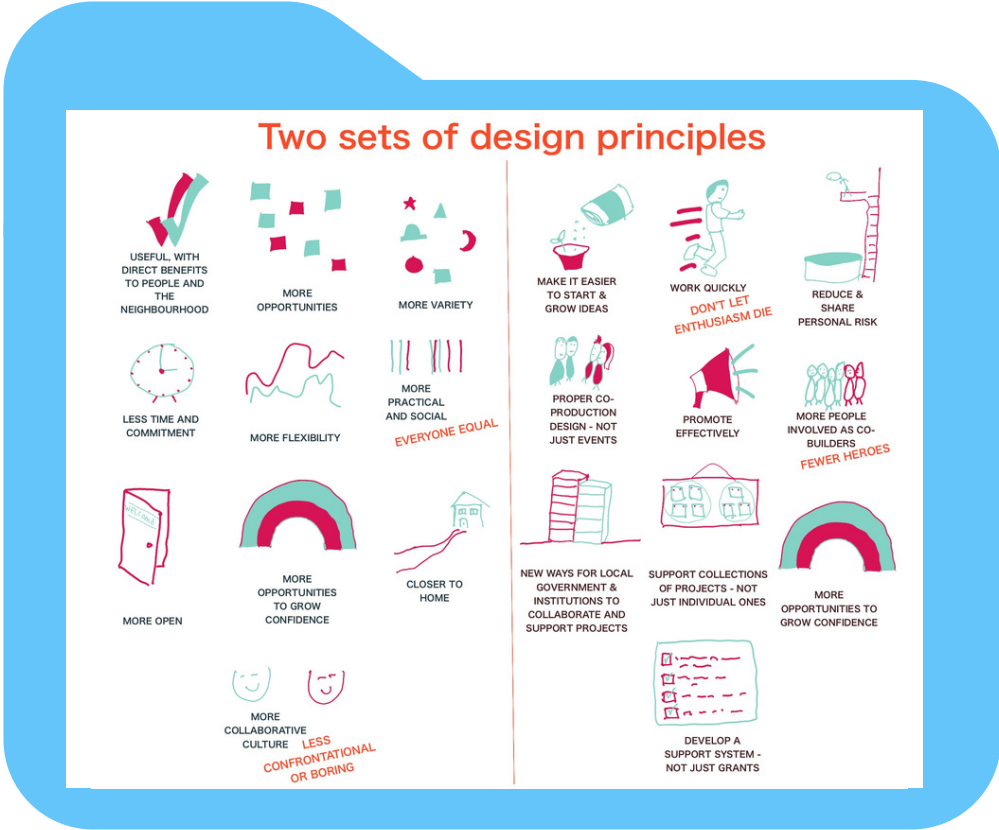 Two sets of design principles
USEFUL, WITH
DIRECT BENEFITS
TO PEOPLE AND
THE
NEIGHBOURHOOD
MORE
OPPORTUNITIES
MORE VARIETY
LESS TIME AND
COMMITMENT
MORE FLEXIBILITY
MORE
PRACTICAL
AND SOCIAL
EVERYONE EQUAL
WELCOME
MORE OPEN
MORE
OPPORTUNITIES
TO GROW
CONFIDENCE
CLOSER TO
HOME
MORE
COLLABORATIVE
CULTURE
LESS
CONFRONTATIONAL
OR BORING
MAKE IT EASIER
TO START &
GROW IDEAS
WORK QUICKLY
DON'T LET
ENTHUSIASM DIE
REDUCE &
SHARE
PERSONAL RISK
PROPER CO-
PRODUCTION
DESIGN - NOT
JUST EVENTS
PROMOTE
EFFECTIVELY
MORE PEOPLE
INVOLVED AS CO-
BUILDERS
FEWER HEROES
NEW WAYS FOR LOCAL
GOVERNMENT &
INSTITUTIONS TO
COLLABORATE AND
SUPPORT PROJECTS
SUPPORT COLLECTIONS
OF PROJECTS - NOT
JUST INDIVIDUAL ONES
MORE
OPPORTUNITIES TO
GROW CONFIDENCE
DEVELOP A
SUPPORT SYSTEM -
NOT JUST GRANTS